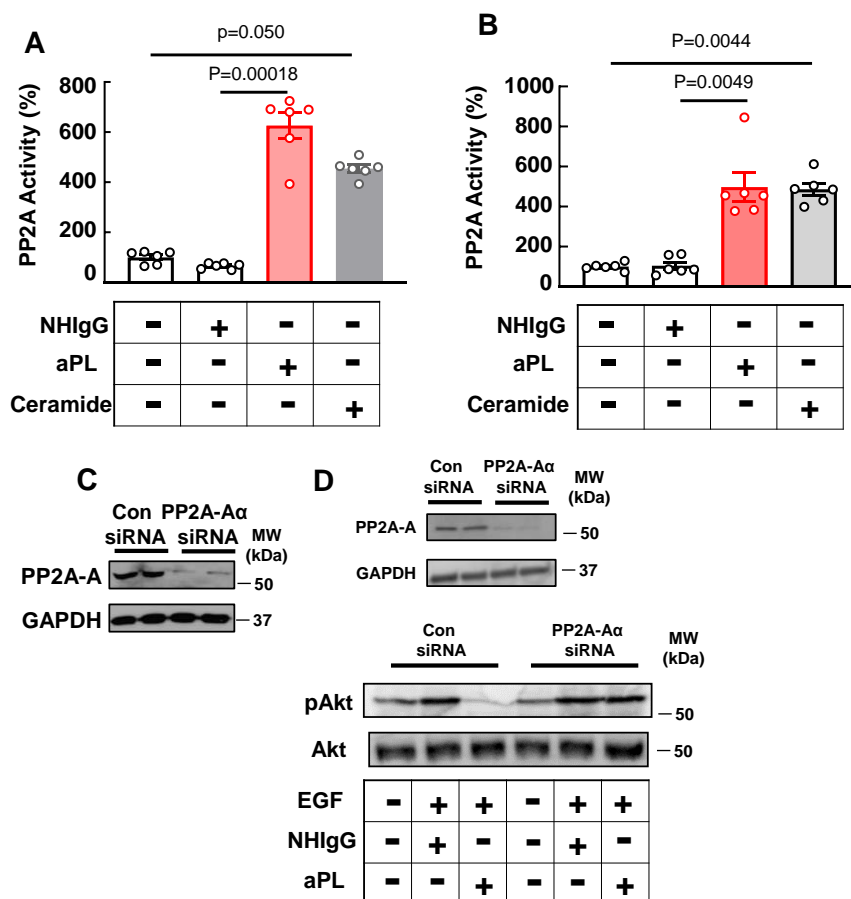 A
p=0.050
P=0.00018
PP2A Activity (%)
800
600
400
200
0
NHIgG - + - -
aPL - - + -
Ceramide - - - +
B
P=0.0044
P=0.0049
PP2A Activity (%)
1000
800
600
400
200
0
NHIgG - + - -
aPL - - + -
Ceramide - - - +
C
Con PP2A-Aα MW
siRNA siRNA (kDa)
PP2A-A 50
GAPDH 37
D
Con PP2A-Aα MW
siRNA siRNA (kDa)
PP2A-A 50
GAPDH 37
Con PP2A-Aα MW
siRNA siRNA (kDa)
pAkt 50
Akt 50
EGF - + + - + +
NHIgG - + - - + -
aPL - - + - - +